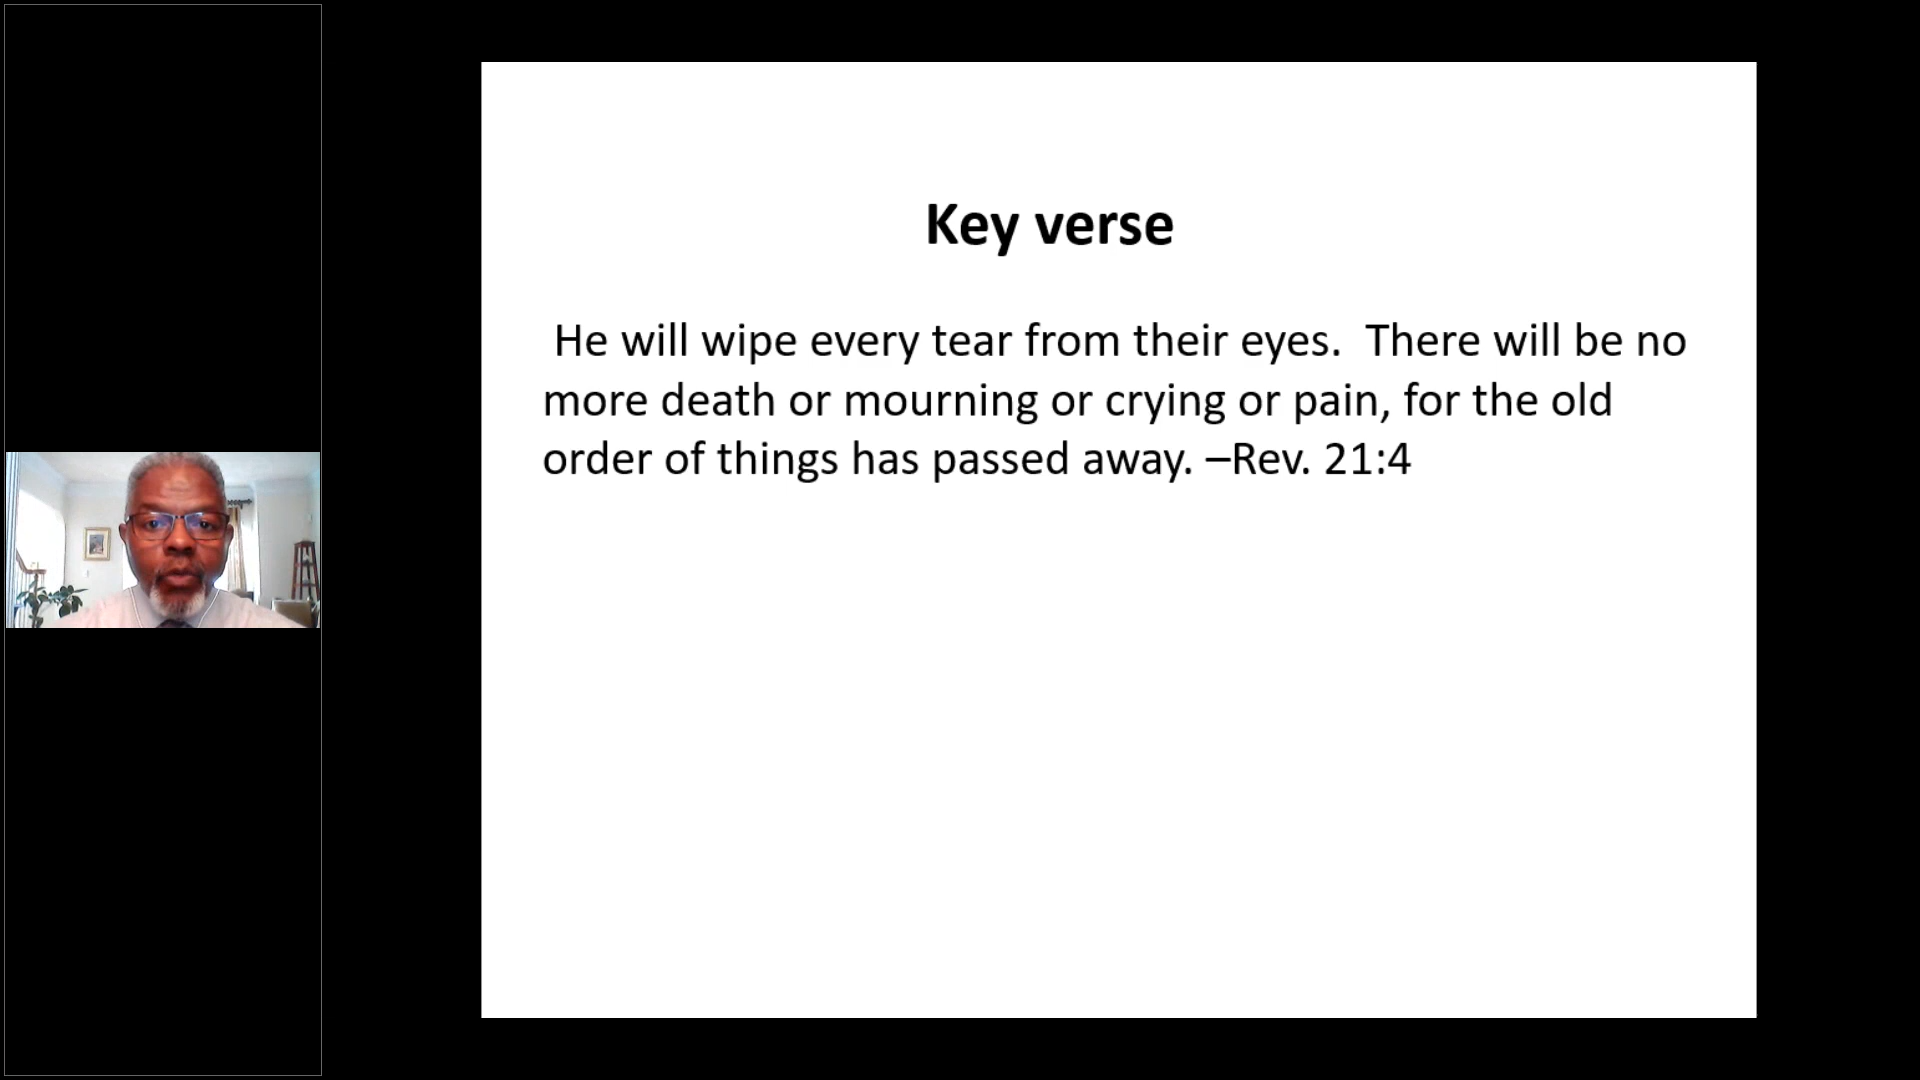 Key verse
He will wipe every tear from their eyes.  There will be no
more death or mourning or crying or pain, for the old
order of things has passed away. –Rev. 21:4